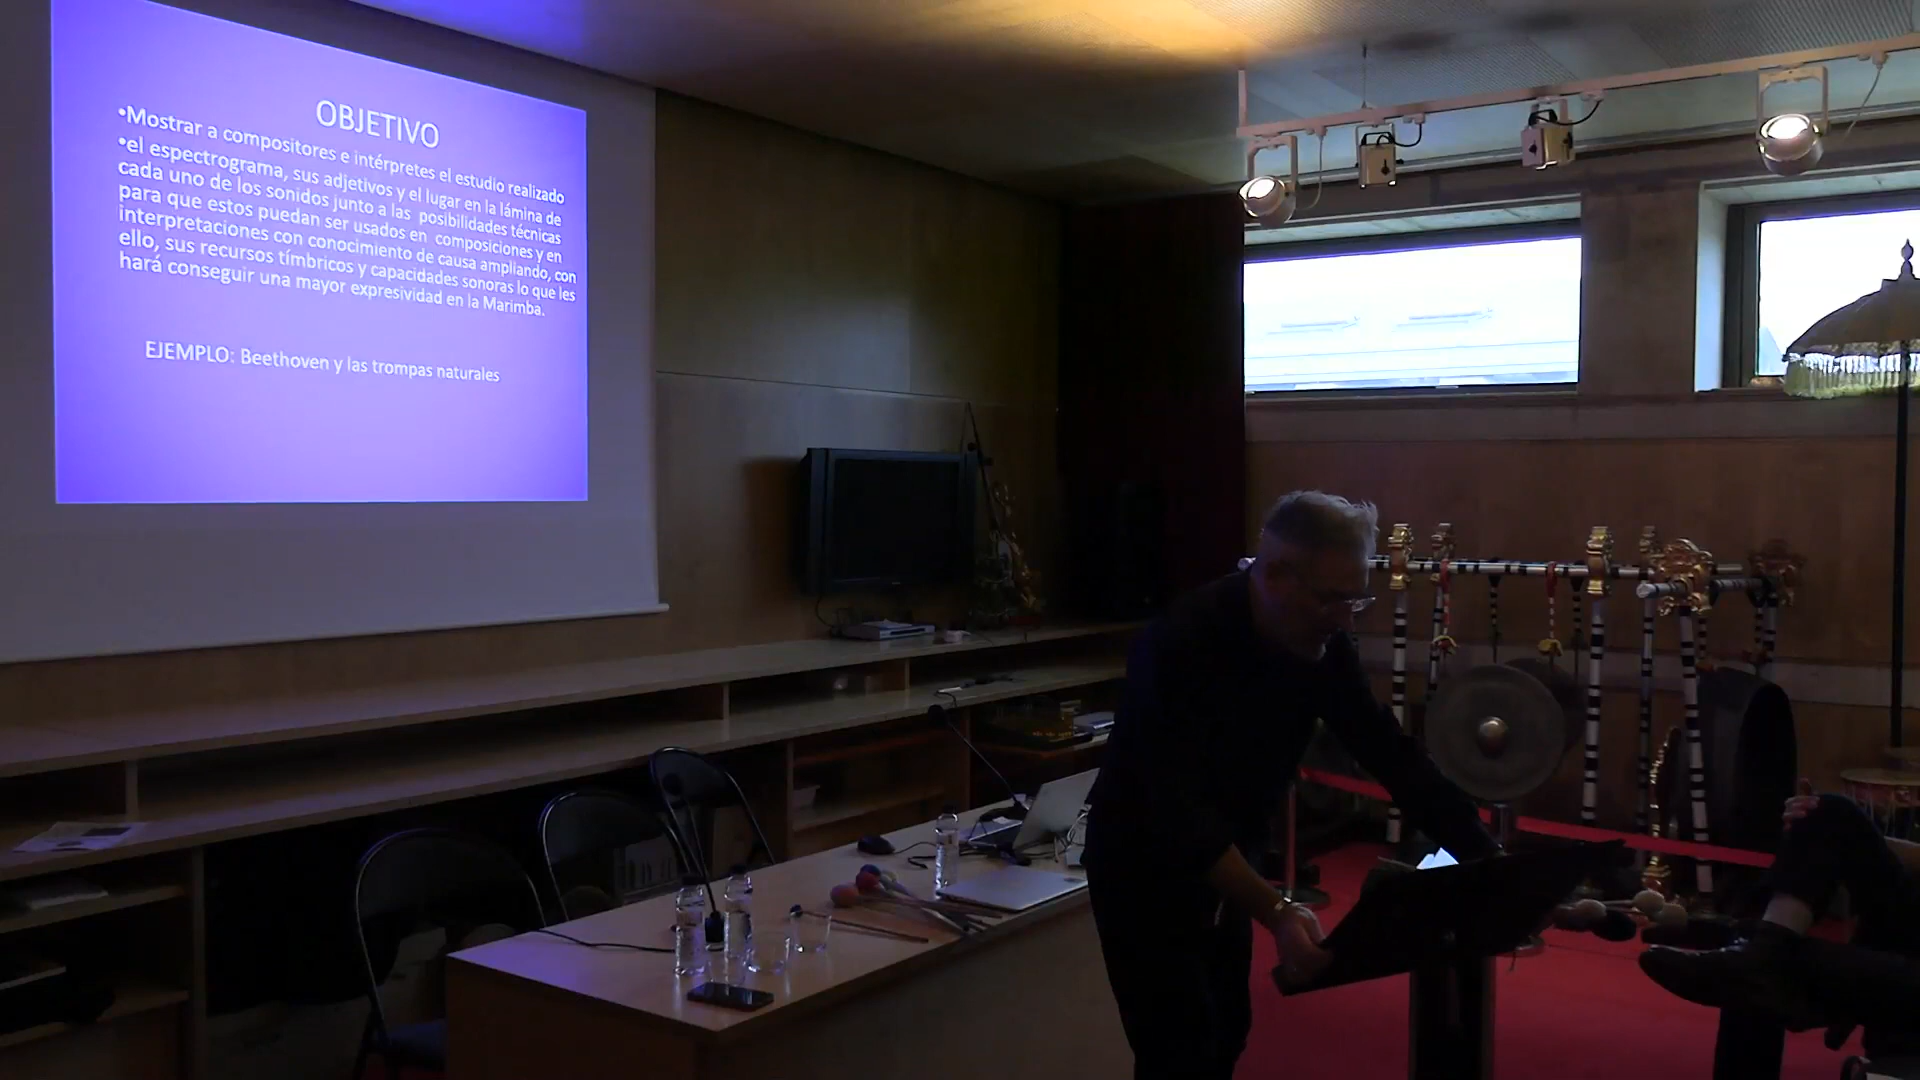 OBJETIVO
•Mostrar a compositores e intérpretes el estudio realizado
•el espectrograma, sus adjetivos y el lugar en la lámina de
cada uno de los sonidos junto a las posibilidades técnicas
para que estos puedan ser usados en composiciones y en
interpretaciones con conocimiento de causa ampliando, con
ello, sus recursos tímbricos y capacidades sonoras lo que les
hará conseguir una mayor expresividad en la Marimba.
EJEMPLO: Beethoven y las trompas naturales